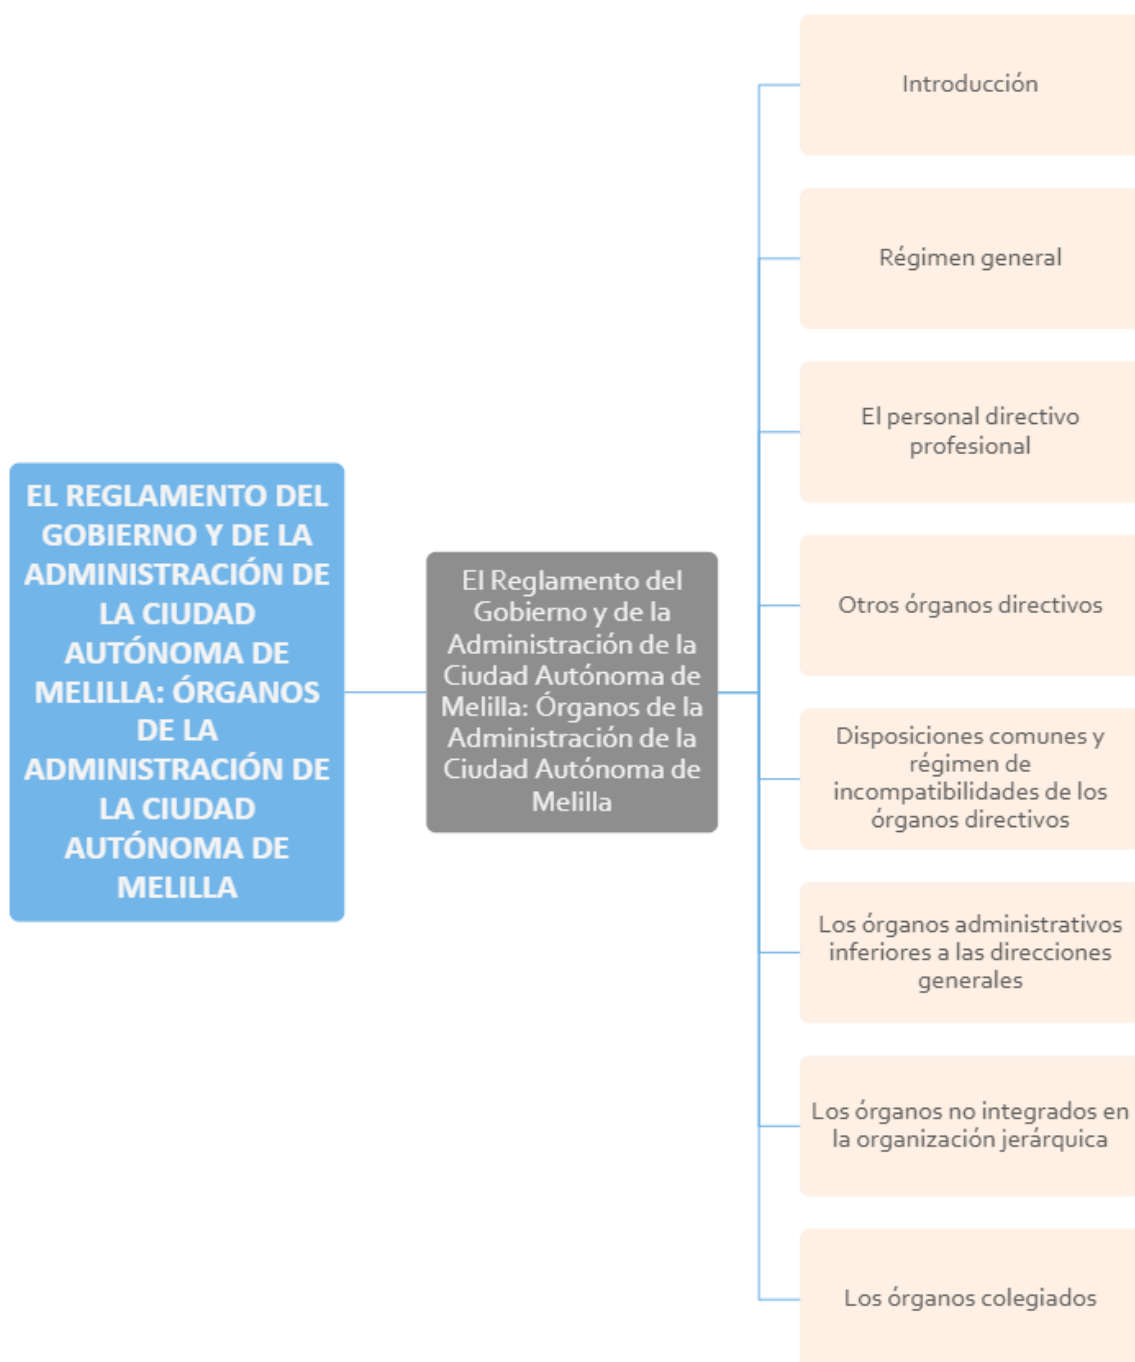 EL REGLAMENTO DEL
GOBIERNO Y DE LA
ADMINISTRACIÓN DE
LA CIUDAD
AUTÓNOMA DE
MELILLA: ÓRGANOS
DE LA
ADMINISTRACIÓN DE
LA CIUDAD
AUTÓNOMA DE
MELILLA
El Reglamento del
Gobierno y de la
Administración de la
Ciudad Autónoma de
Melilla: Órganos de la
Administración de la
Ciudad Autónoma de
Melilla
Introducción
Régimen general
El personal directivo
profesional
Otros órganos directivos
Disposiciones comunes y
régimen de
incompatibilidades de los
órganos directivos
Los órganos administrativos
inferiores a las direcciones
generales
Los órganos no integrados en
la organización jerárquica
Los órganos colegiados